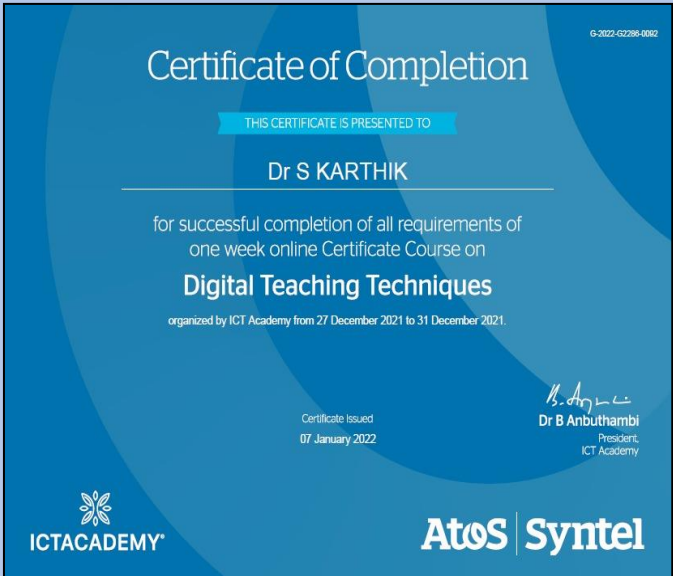 G-2022-G2286-0092
Certificate of Completion
THIS CERTIFICATE IS PRESENTED TO
Dr S KARTHIK
for successful completion of all requirements of
one week online Certificate Course on
Digital Teaching Techniques
organized by ICT Academy from 27 December 2021 to 31 December 2021.
Certificate Issued
07 January 2022
Dr B Anbuthambi
President,
ICT Academy
ICTACADEMY®
Atos | Syntel